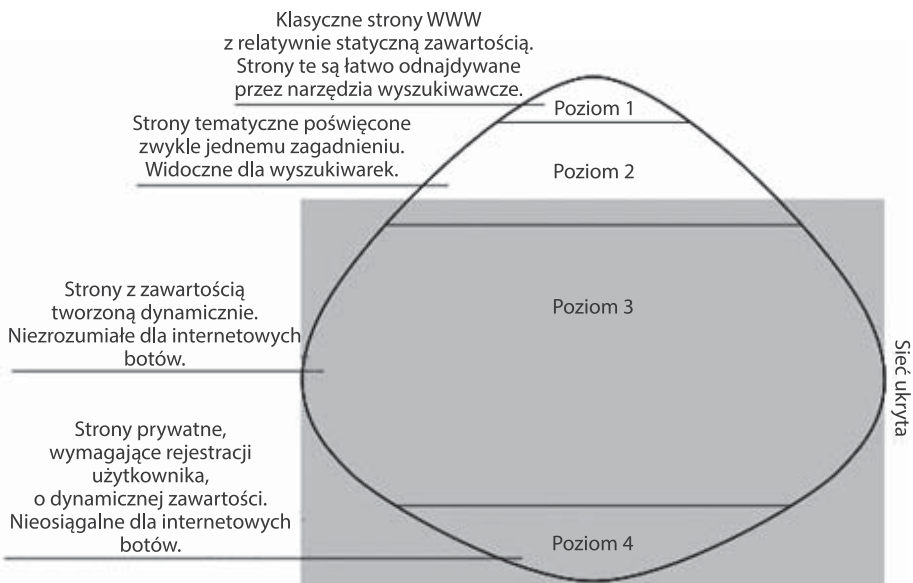 Klasyczne strony WWW
z relatywnie statyczną zawartością.
Strony te są łatwo odnajdywane
przez narzędzia wyszukiwawcze.
Poziom 1
Strony tematyczne poświęcone
zwykle jednemu zagadnieniu.
Widoczne dla wyszukiwarek.
Poziom 2
Strony z zawartością
tworzoną dynamicznie.
Niezrozumiałe dla internetowych
botów.
Poziom 3
Sieć ukryta
Strony prywatne,
wymagające rejestracji
użytkownika,
o dynamicznej zawartości.
Nieosiągalne dla internetowych
botów.
Poziom 4